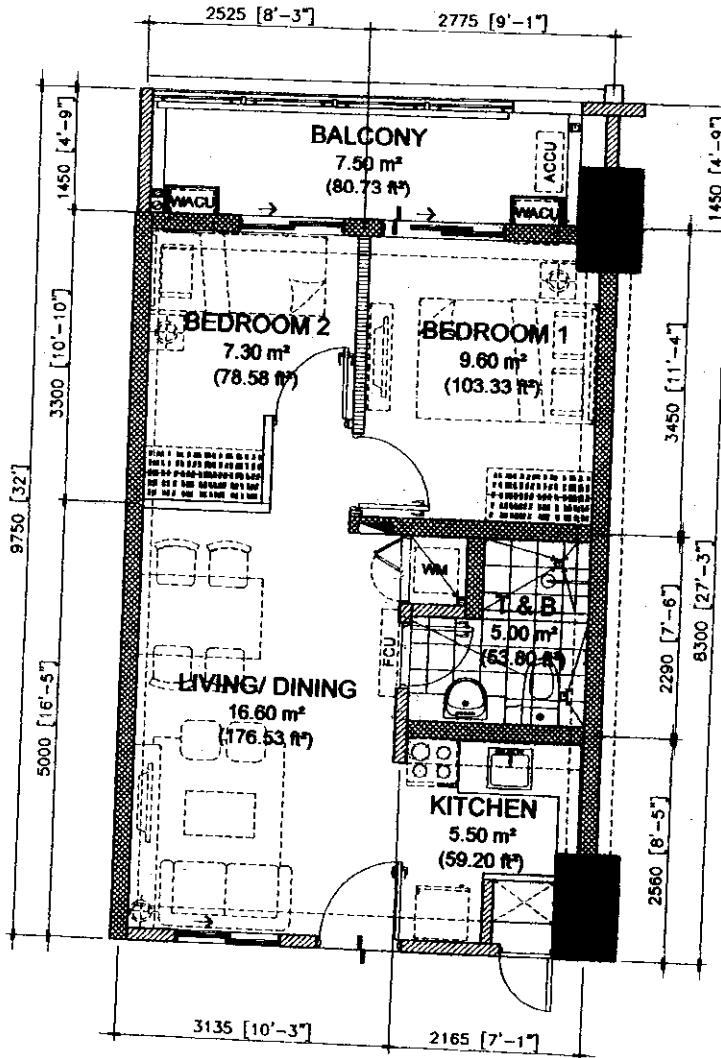 2525 [8'-3"]
2775 [9'-1"]
1450 [4'-9"]
BALCONY
7.50 m²
(80.73 ft²)
ACCU
1450 [4'-9"]
WACU
WACU
BEDROOM 2
7.30 m²
(78.58 ft²)
BEDROOM 1
9.60 m²
(103.33 ft²)
3300 [10'-10"]
3450 [11'-4"]
9750 [32']
WM
T & B
5.00 m²
(53.80 ft²)
FCU
2290 [7'-6"]
8300 [27'-3"]
LIVING/ DINING
16.60 m²
(176.53 ft²)
5000 [16'-5"]
KITCHEN
5.50 m²
(59.20 ft²)
2560 [8'-5"]
3135 [10'-3"]
2165 [7'-1"]